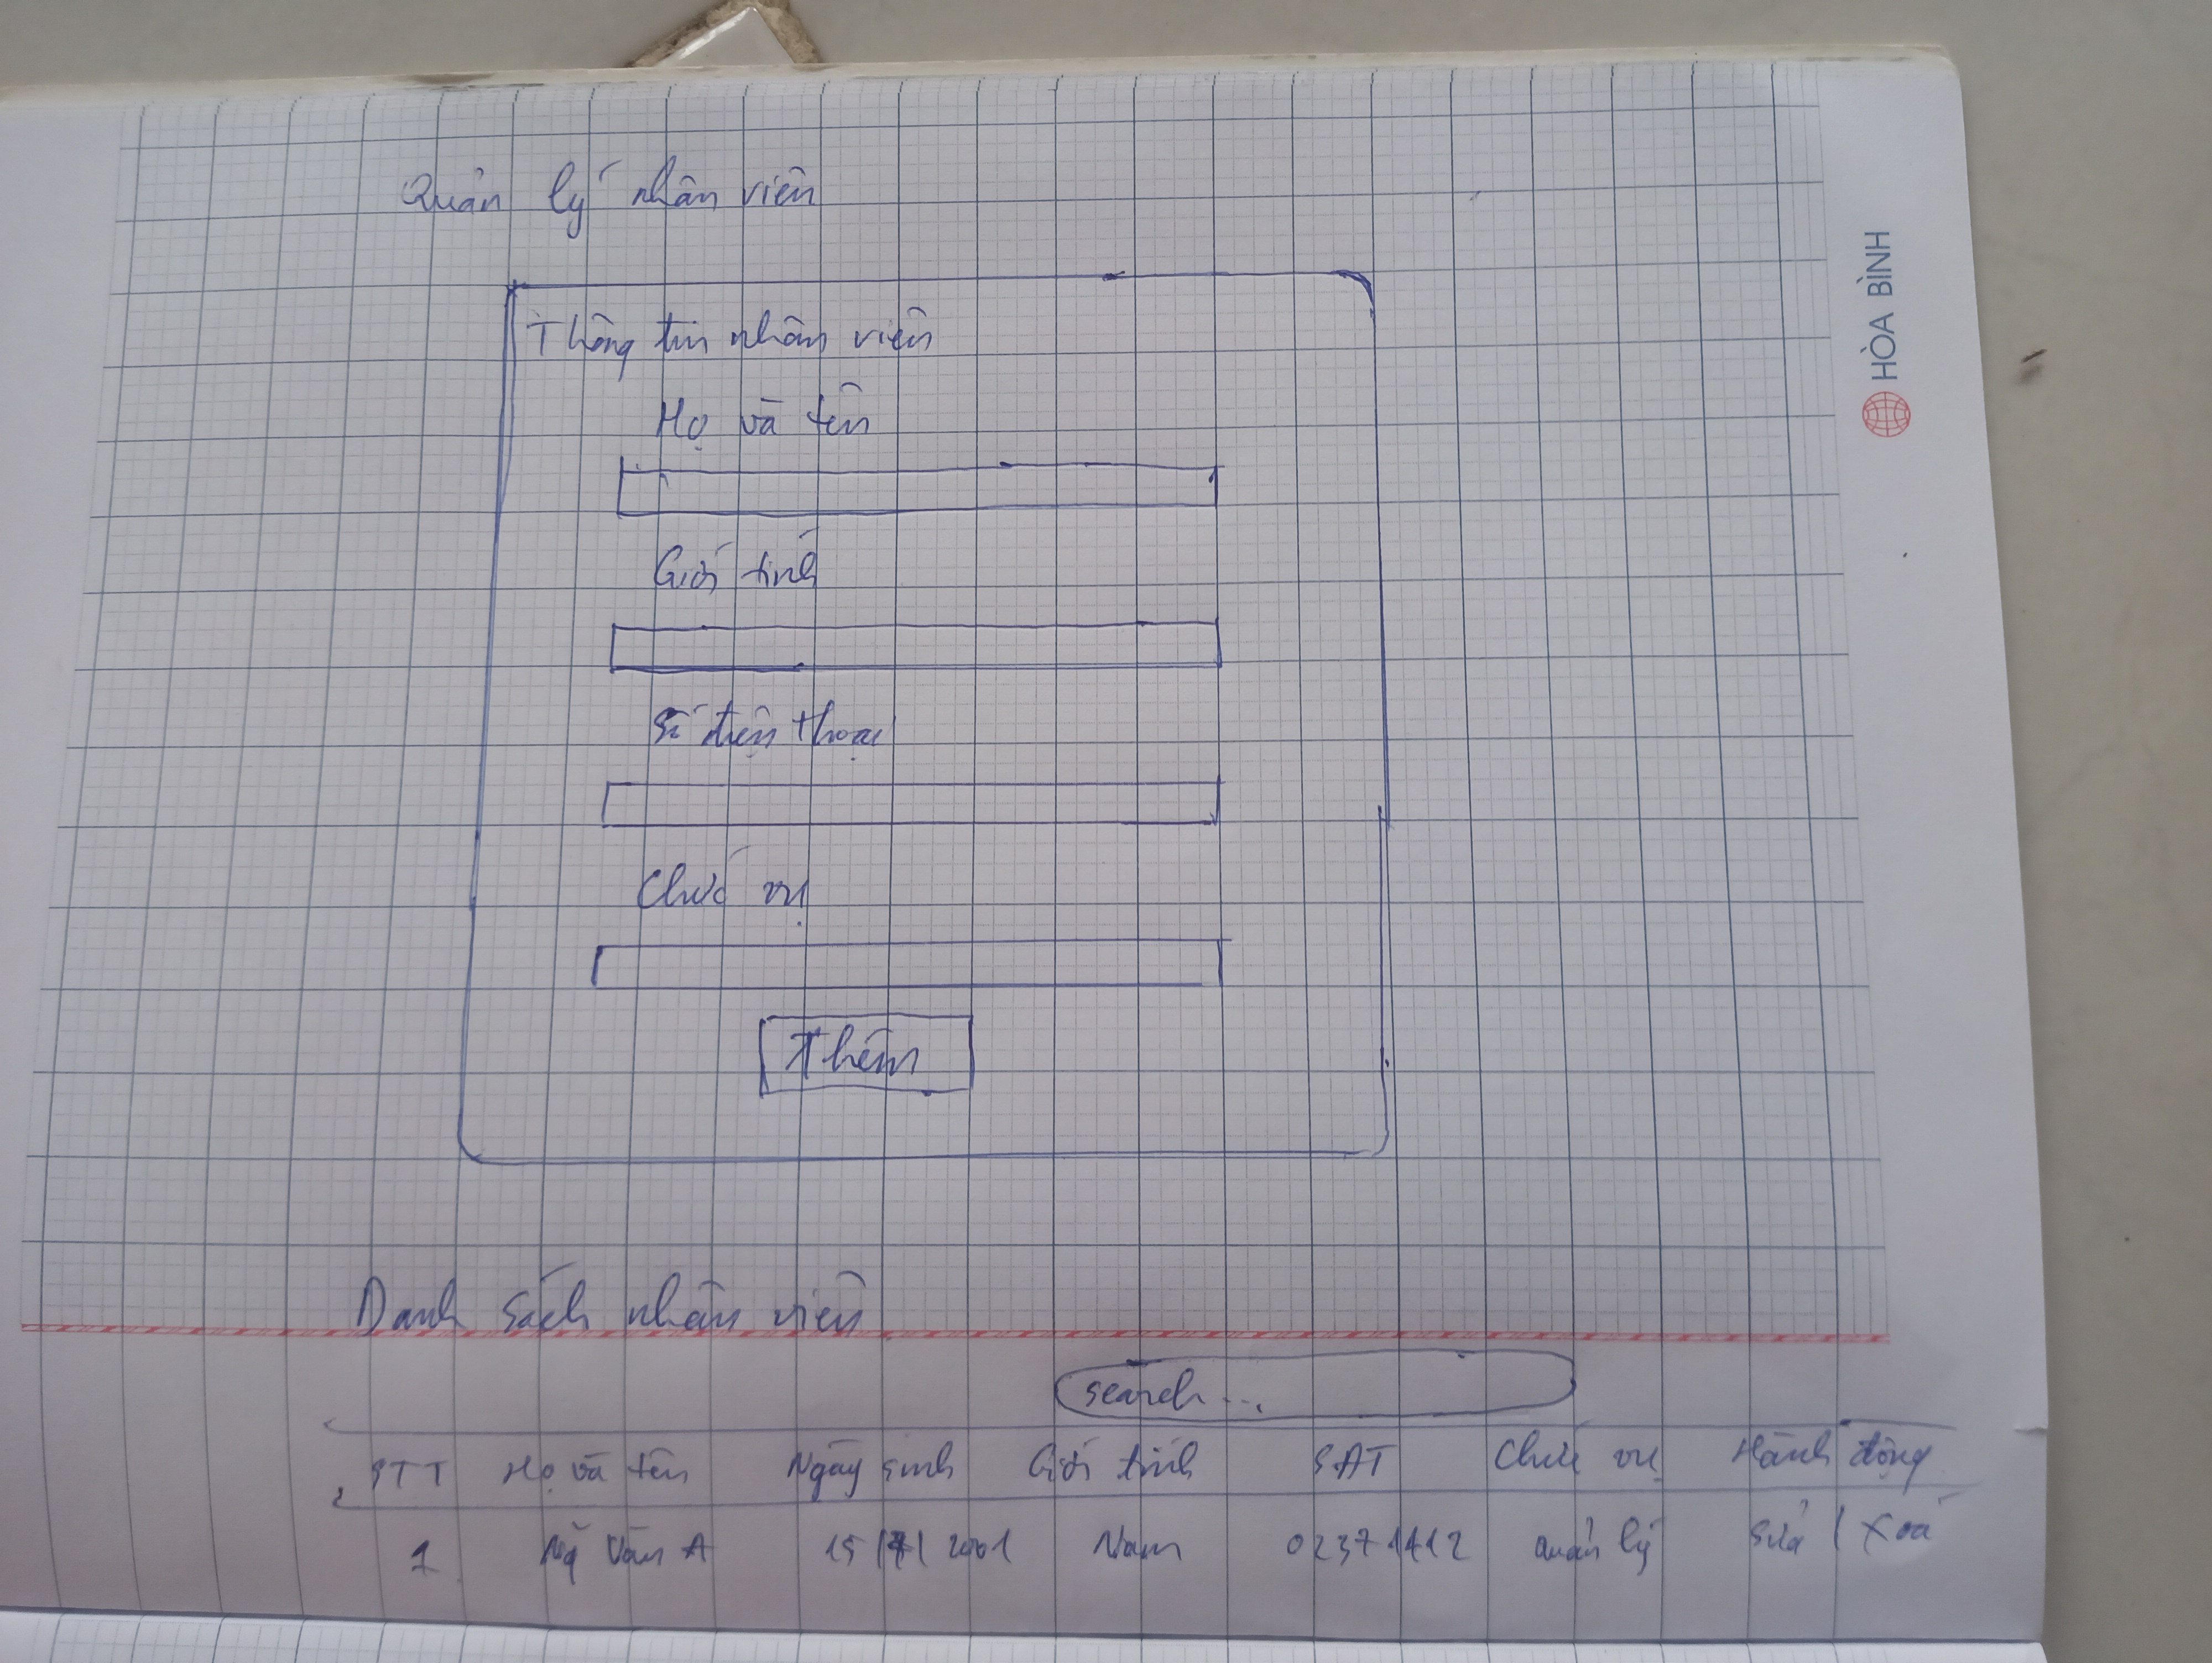 Quản lý nhân viên
HÒA BÌNH
Thông tin nhân viên
Họ và tên
Giới tính
Số điện thoại
Chức vụ
Thêm
Danh sách nhân viên
search...
STT Họ và tên Ngày sinh Giới tính SĐT Chức vụ Hành động
1 Ng Văn A 15/7/2001 Nam 02371412 Quản lý Sửa / Xoá